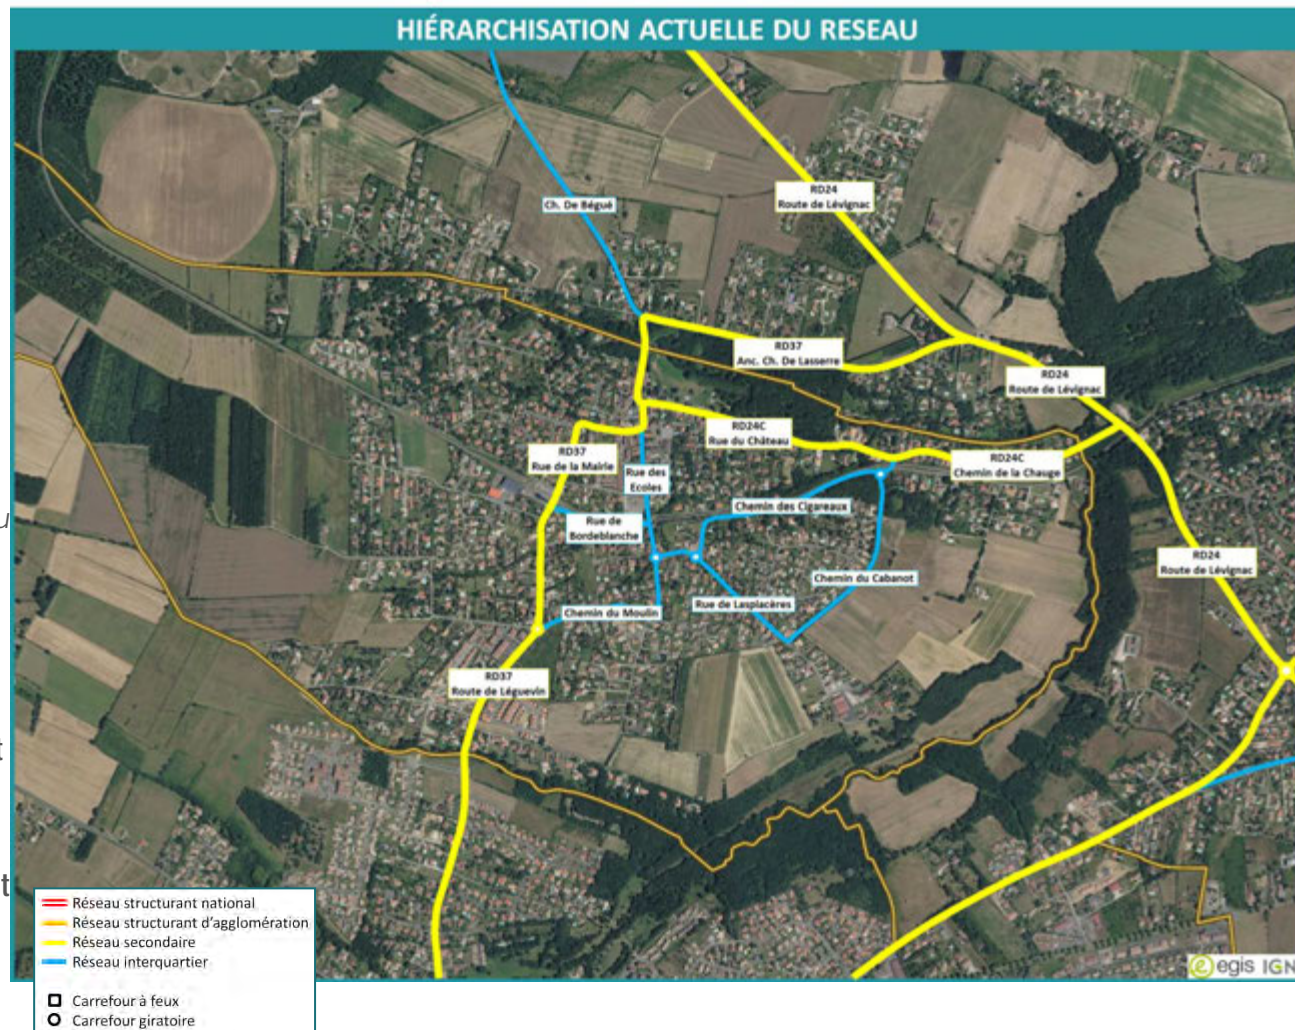 HIÉRARCHISATION ACTUELLE DU RESEAU
RD24
Route de Lévignac
Ch. De Bégué
RD37
Anc. Ch. De Lasserre
RD24
Route de Lévignac
RD24C
Rue du Château
RD37
Rue de la Mairie
Rue des
Ecoles
RD24C
Chemin de la Chauge
Chemin des Cigareaux
u
Rue de
Bordeblanche
RD24
Route de Lévignac
Chemin du Cabanot
Rue de Lasplacères
Chemin du Moulin
RD37
Route de Léguevin
t
t
Réseau structurant national
Réseau structurant d'agglomération
Réseau secondaire
Réseau interquartier
Carrefour à feux
Carrefour giratoire
egis IGN